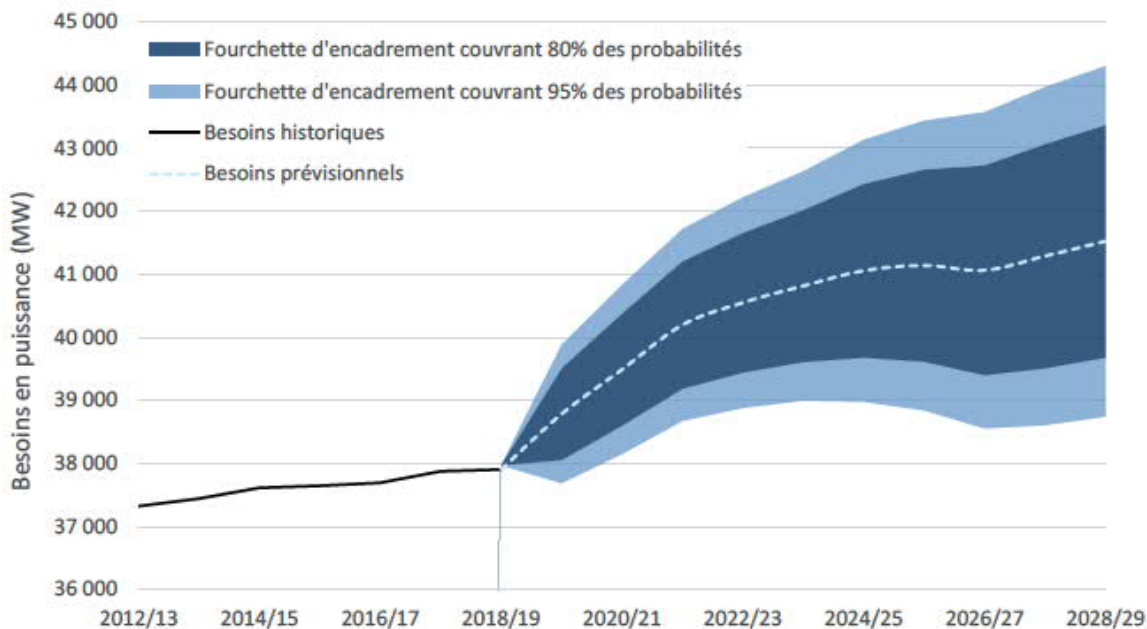 45 000
44 000
43 000
42 000
41 000
40 000
39 000
38 000
37 000
36 000
Besoins en puissance (MW)
Fourchette d'encadrement couvrant 80% des probabilités
Fourchette d'encadrement couvrant 95% des probabilités
Besoins historiques
Besoins prévisionnels
2012/13 2014/15 2016/17 2018/19 2020/21 2022/23 2024/25 2026/27 2028/29